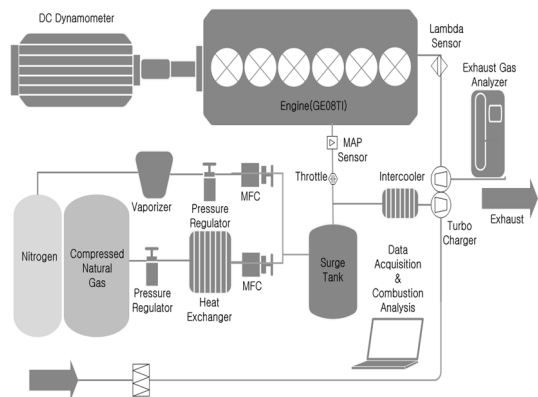 DC Dynamometer
Lambda
Sensor
Exhaust Gas
Analyzer
Engine(GE08TI)
MAP
Sensor
Throttle
Intercooler
Vaporizer
Pressure
Regulator
MFC
Exhaust
Turbo
Charger
Nitrogen
Compressed
Natural
Gas
Pressure
Regulator
Heat
Exchanger
MFC
Surge
Tank
Data
Acquisition
&
Combustion
Analysis